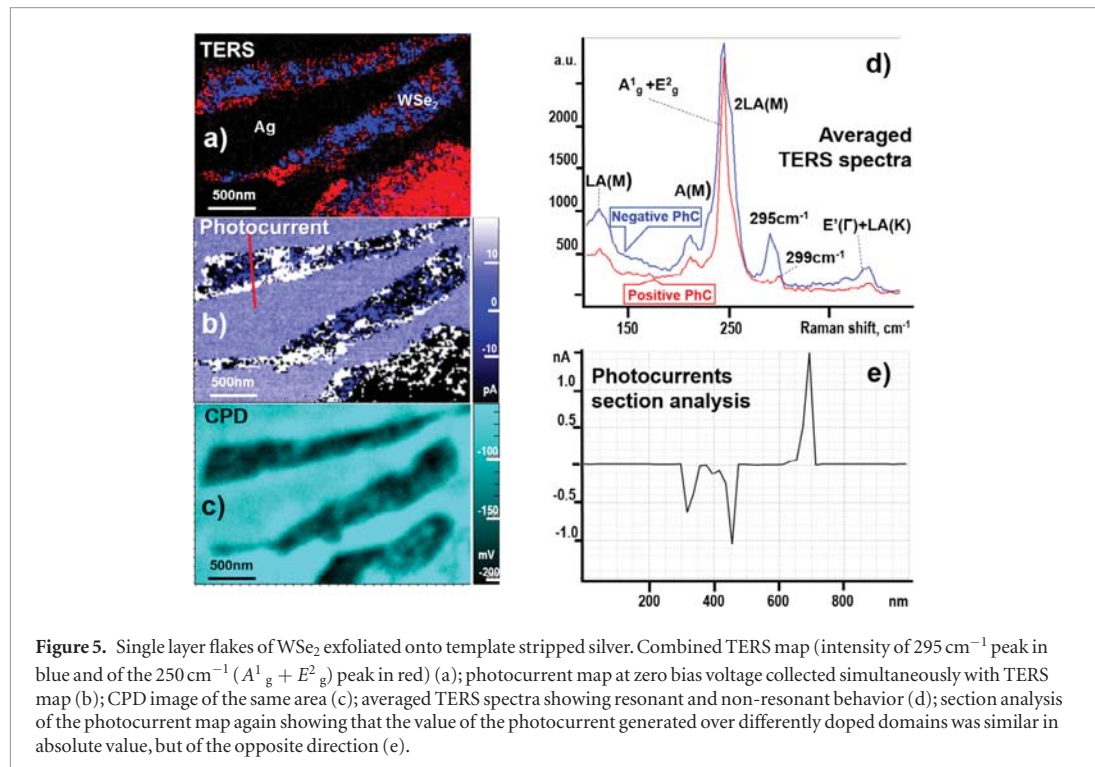 TERS
WSe₂
Ag
a)
500nm
Photocurrent
10
0
-10
b)
500nm
pA
CPD
-100
c)
-150
500nm
mV
-200
a.u.
d)
A¹g +E²g
2LA(M)
2000
Averaged
TERS spectra
1500
LA(M)
A(M)
1000
Negative PhC
295cm⁻¹
E'(Γ)+LA(K)
500
299cm⁻¹
Positive PhC
150
250
Raman shift, cm⁻¹
nA
e)
1.0
Photocurrents
section analysis
0.5
0
-0.5
-1.0
200
400
600
800
nm
Figure 5. Single layer flakes of WSe₂ exfoliated onto template stripped silver. Combined TERS map (intensity of 295 cm⁻¹ peak in
blue and of the 250 cm⁻¹ (A¹g + E²g) peak in red) (a); photocurrent map at zero bias voltage collected simultaneously with TERS
map (b); CPD image of the same area (c); averaged TERS spectra showing resonant and non-resonant behavior (d); section analysis
of the photocurrent map again showing that the value of the photocurrent generated over differently doped domains was similar in
absolute value, but of the opposite direction (e).